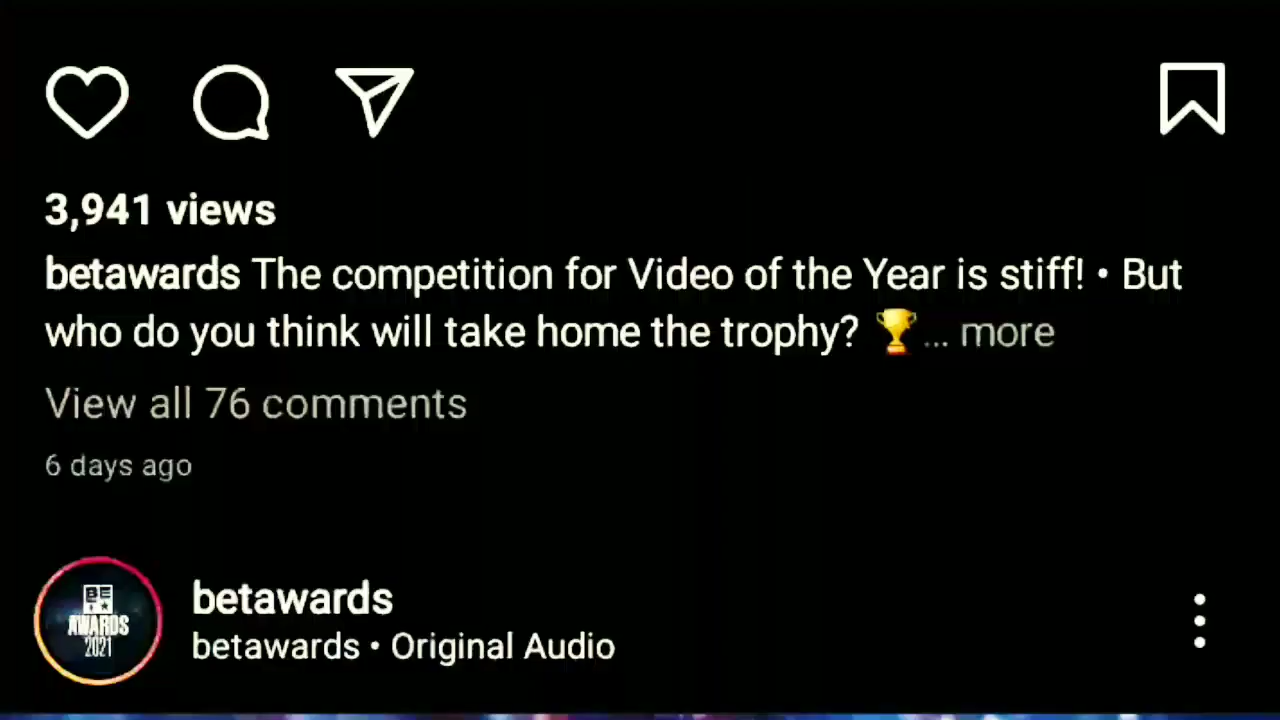 3,941 views
betawards The competition for Video of the Year is stiff! • But
who do you think will take home the trophy? 🏆... more
View all 76 comments
6 days ago
BE
AWARDS
2021
betawards
betawards • Original Audio